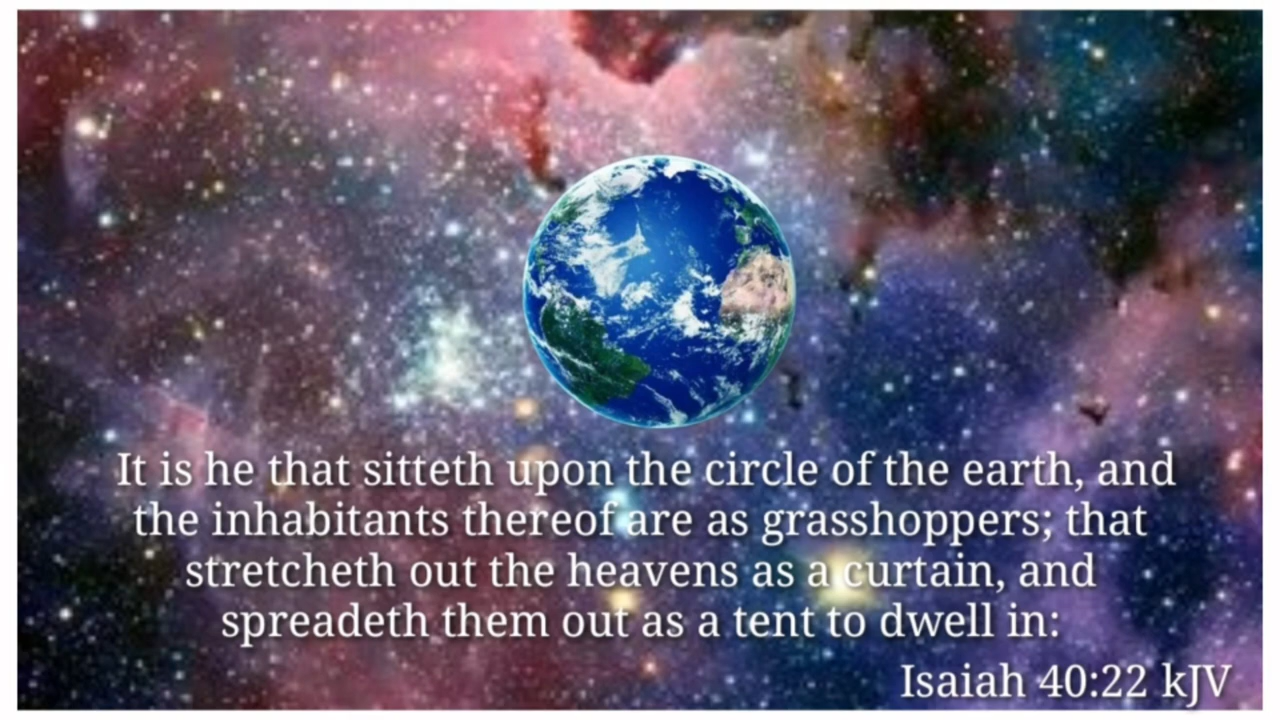 It is he that sitteth upon the circle of the earth, and
the inhabitants thereof are as grasshoppers; that
stretcheth out the heavens as a curtain, and
spreadeth them out as a tent to dwell in:
Isaiah 40:22 kJV